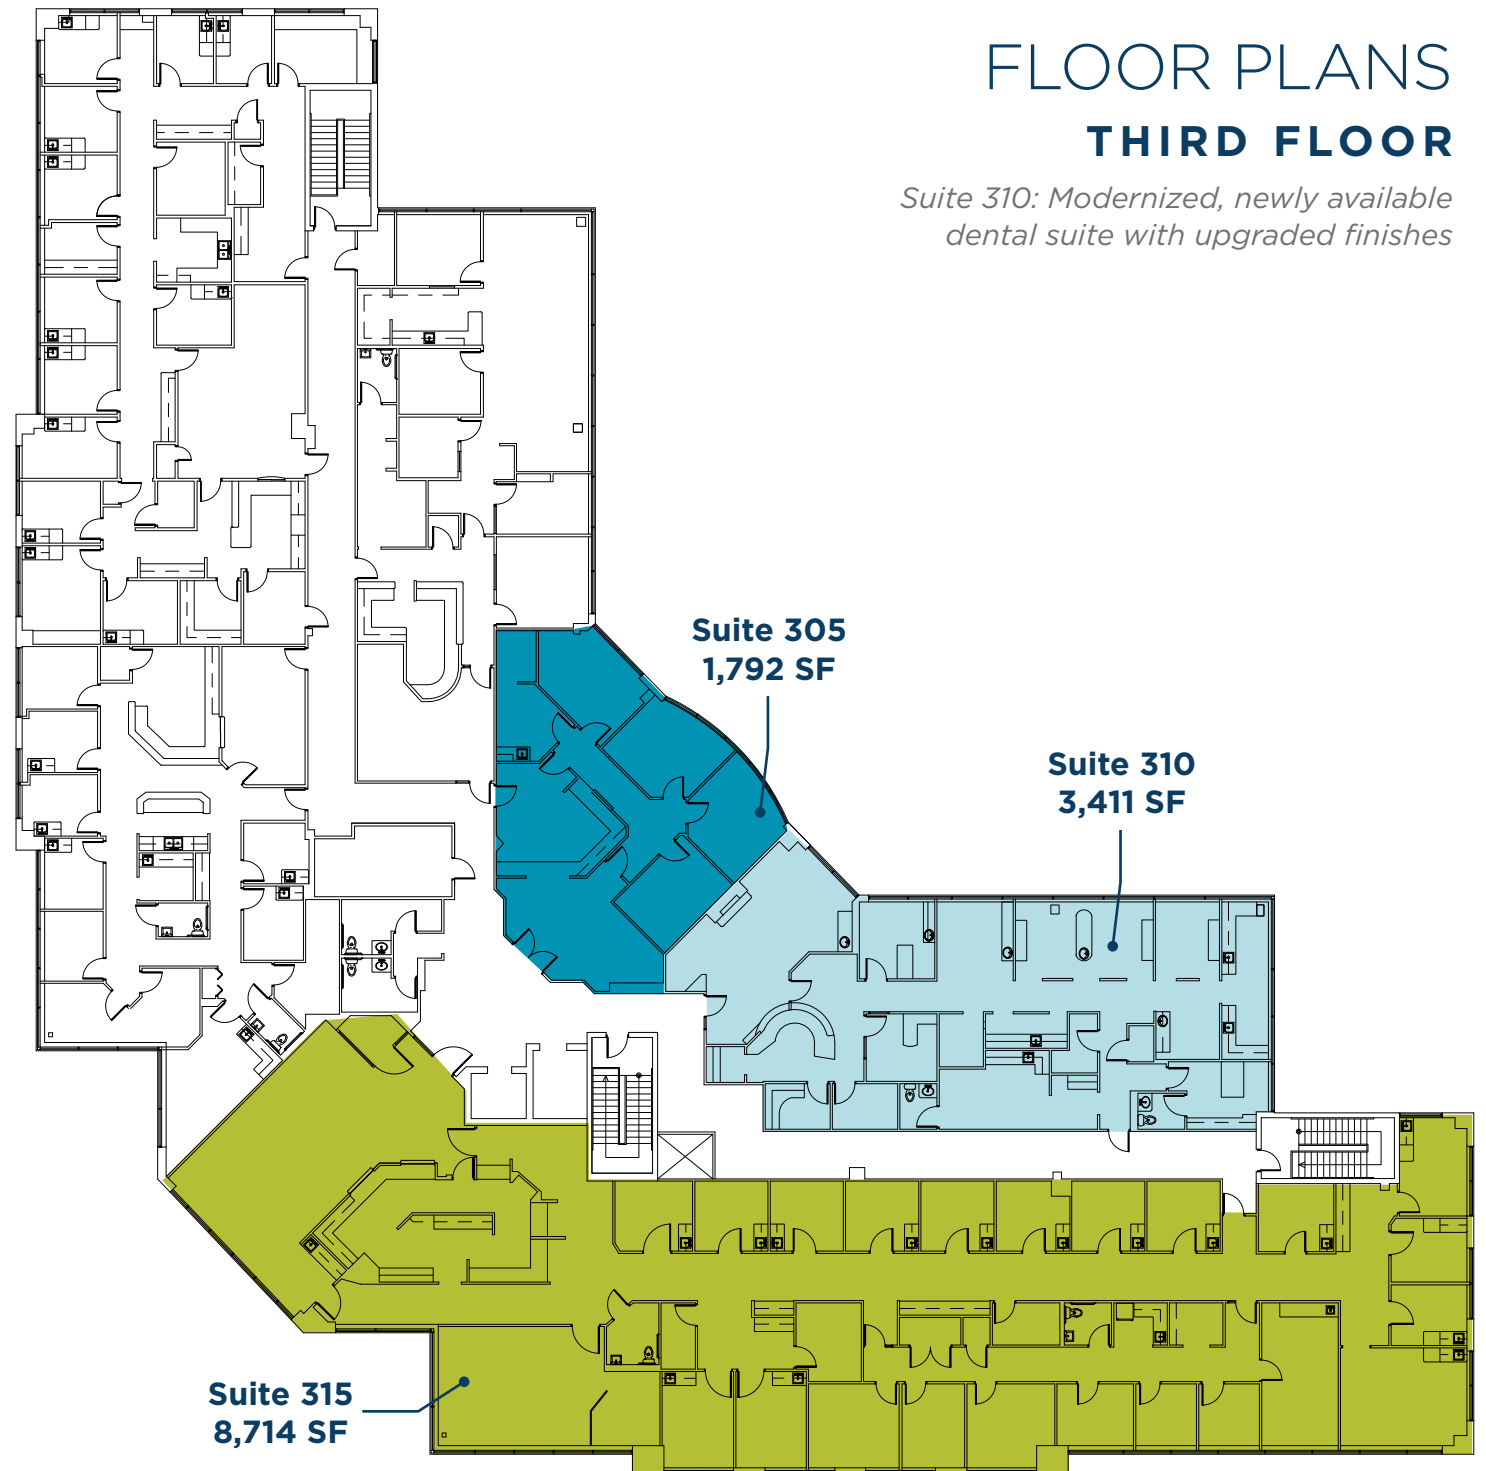 FLOOR PLANS
THIRD FLOOR
Suite 310: Modernized, newly available
dental suite with upgraded finishes
Suite 305
1,792 SF
Suite 310
3,411 SF
Suite 315
8,714 SF